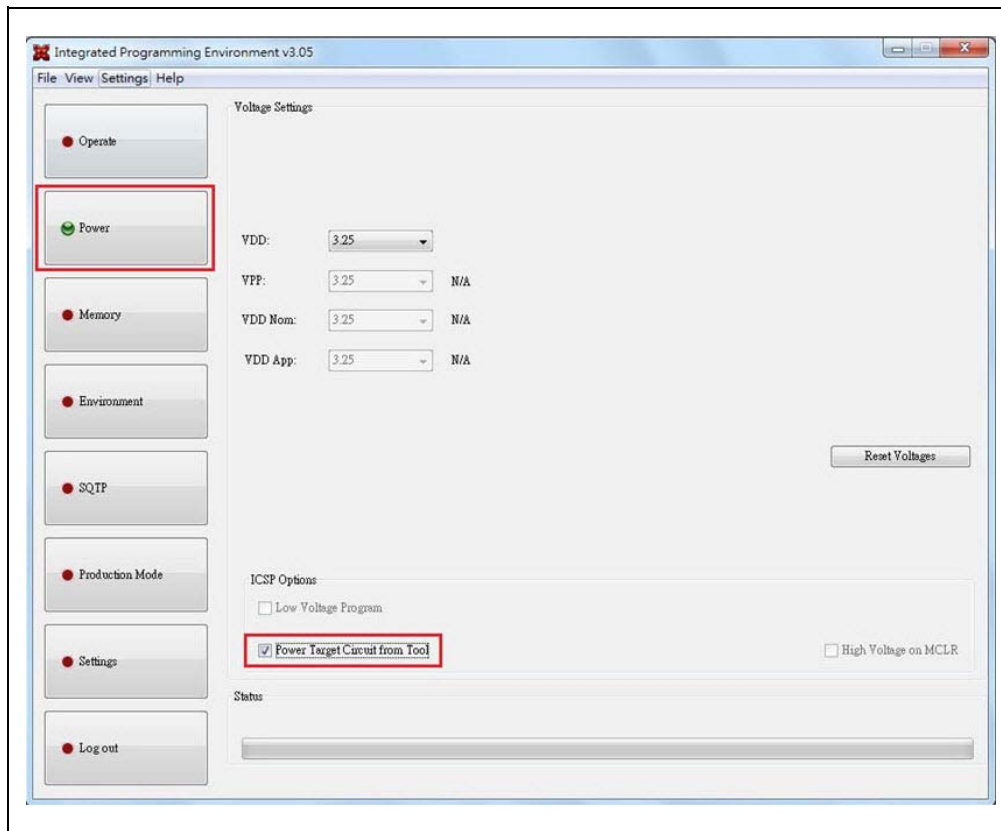 Integrated Programming Environment v3.05
File View Settings Help
Operate
Power
Memory
Environment
SQTP
Production Mode
Settings
Log out
Voltage Settings
VDD: 3.25
VPP: 3.25 N/A
VDD Nom: 3.25 N/A
VDD App: 3.25 N/A
Reset Voltages
ICSP Options
Low Voltage Program
Power Target Circuit from Tool
High Voltage on MCLR
Status